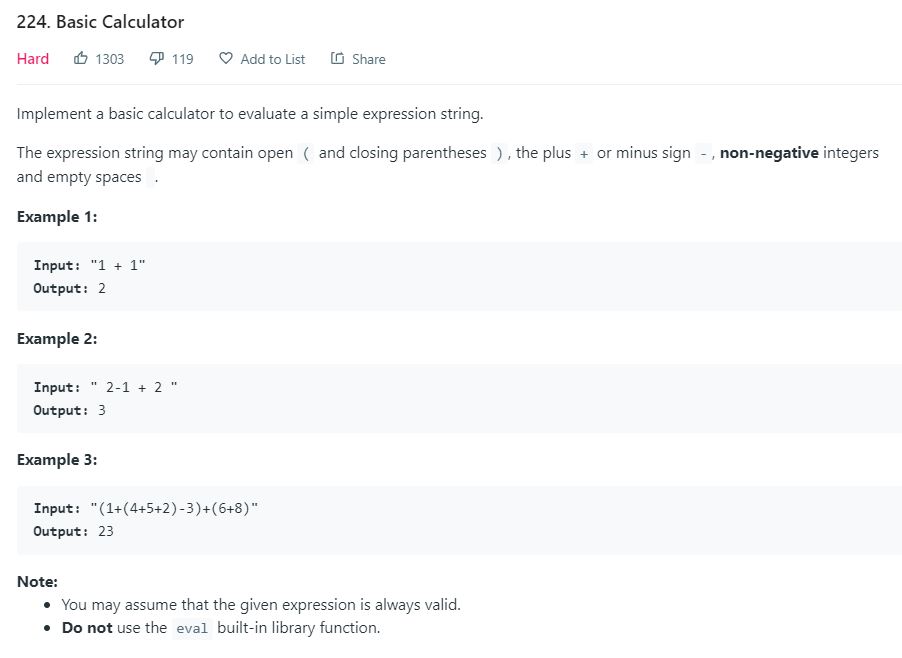 224. Basic Calculator
Hard 1303 119 Add to List Share
Implement a basic calculator to evaluate a simple expression string.
The expression string may contain open ( and closing parentheses ), the plus + or minus sign -, non-negative integers
and empty spaces .
Example 1:
Input: "1 + 1"
Output: 2
Example 2:
Input: " 2-1 + 2 "
Output: 3
Example 3:
Input: "(1+(4+5+2)-3)+(6+8)"
Output: 23
Note:
• You may assume that the given expression is always valid.
• Do not use the eval built-in library function.